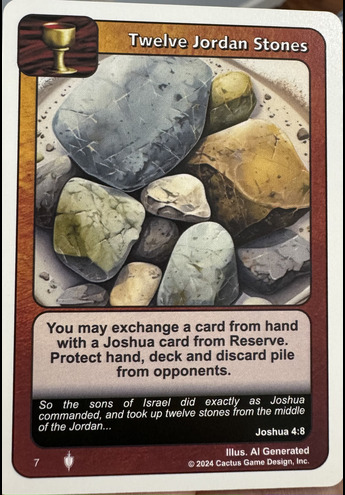 Twelve Jordan Stones
You may exchange a card from hand
with a Joshua card from Reserve.
Protect hand, deck and discard pile
from opponents.
So the sons of Israel did exactly as Joshua
commanded, and took up twelve stones from the middle
of the Jordan...
Joshua 4:8
Illus. AI Generated
7
© 2024 Cactus Game Design, Inc.